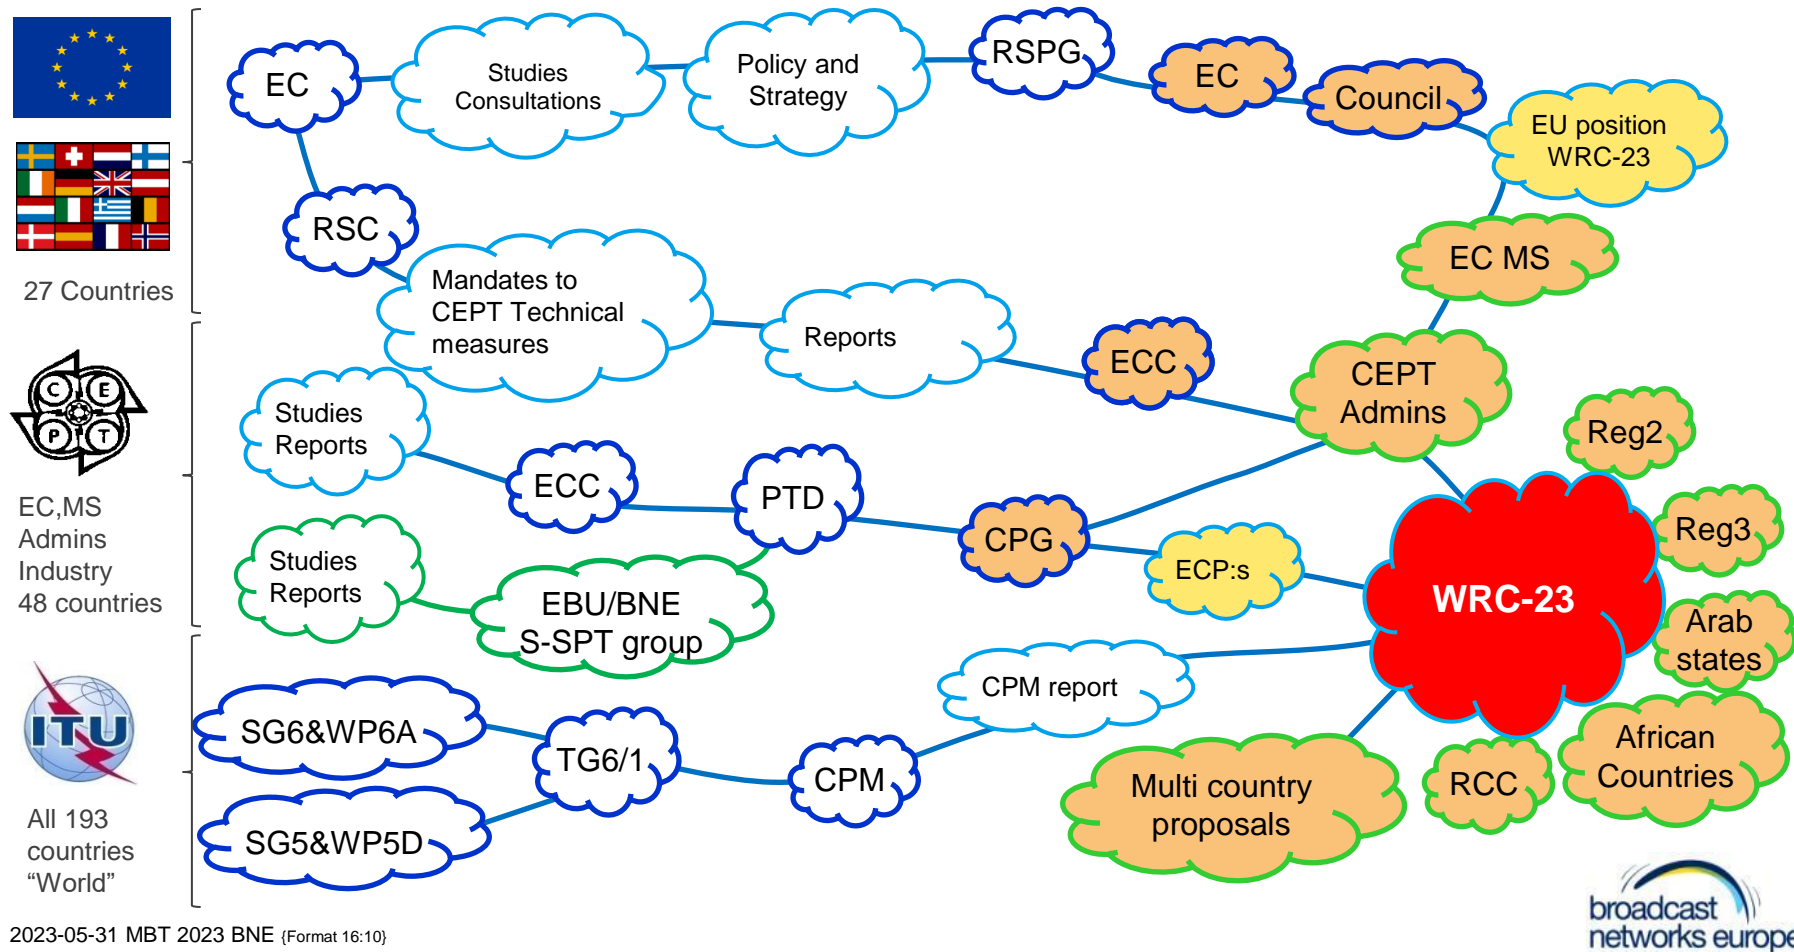 EC
Studies
Consultations
Policy and
Strategy
RSPG
EC
Council
EU position
WRC-23
RSC
EC MS
27 Countries
Mandates to
CEPT Technical
measures
Reports
ECC
CEPT
Admins
C E
P T
Studies
Reports
ECC
PTD
CPG
ECP:s
Reg2
Reg3
WRC-23
EC,MS
Admins
Industry
48 countries
Studies
Reports
EBU/BNE
S-SPT group
Arab
states
CPM report
ITU
SG6&WP6A
TG6/1
CPM
SG5&WP5D
Multi country
proposals
RCC
African
Countries
All 193
countries
“World”
broadcast
networks europe
2023-05-31 MBT 2023 BNE {Format 16:10}